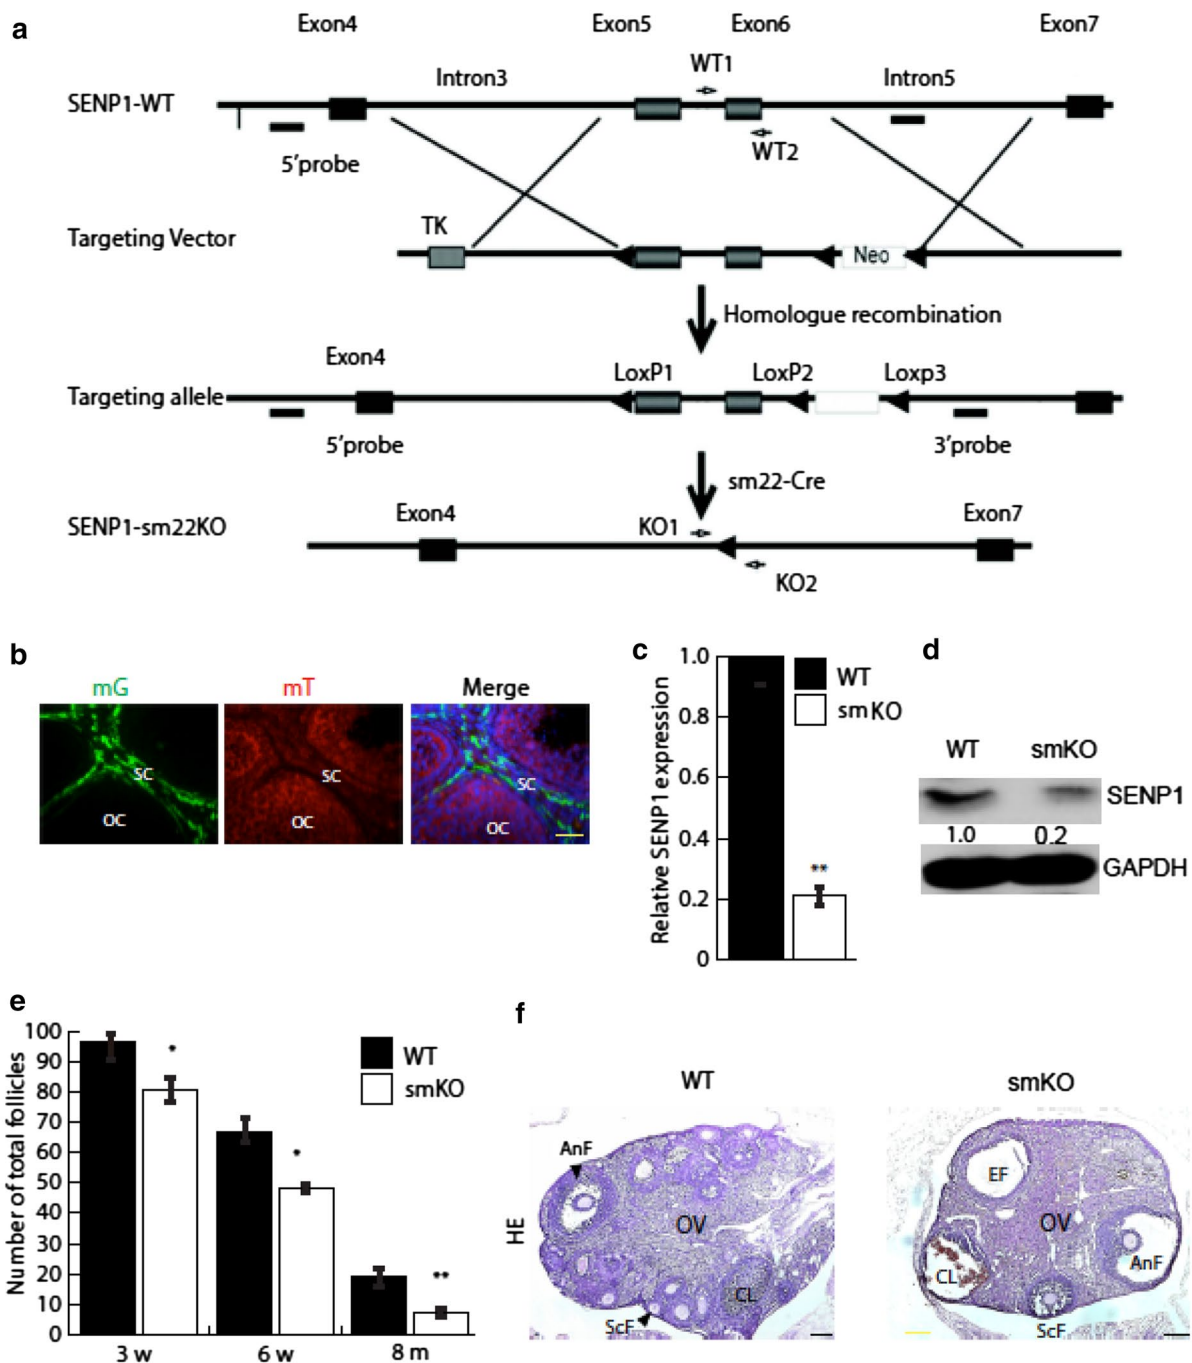 a
Exon4 Exon5 Exon6 Exon7
WT1
Intron3 Intron5
SENP1-WT
WT2
5'probe
TK
Targeting Vector
Neo
Homologue recombination
Exon4
LoxP1 LoxP2 Loxp3
Targeting allele
5'probe 3'probe
sm22-Cre
Exon4 Exon7
SENP1-sm22KO KO1
KO2
b
mG mT Merge
SC SC SC
OC OC OC
c
Relative SENP1 expression
1.0
0.8
0.6
0.4
0.2
0
WT
smKO
**
d
WT smKO
SENP1
1.0 0.2
GAPDH
e
Number of total follicles
100
90
80
70
60
50
40
30
20
10
0
WT
smKO
*
*
**
3 w 6 w 8 m
f
WT smKO
HE
AnF
OV
CL
ScF
EF
OV
AnF
CL
ScF